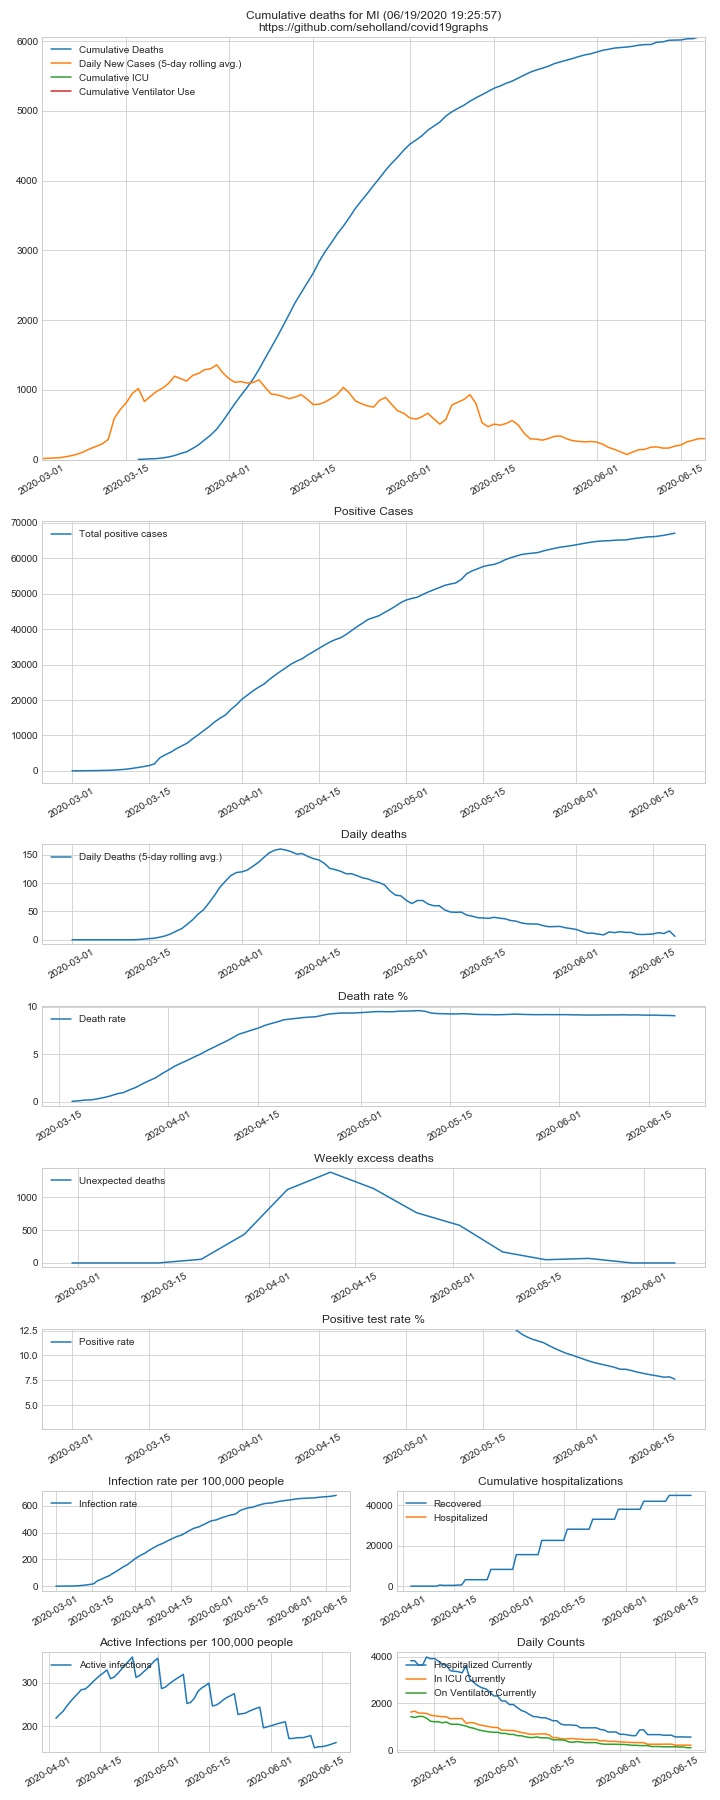 Cumulative deaths for MI (06/19/2020 19:25:57)
https://github.com/seholland/covid19graphs
Cumulative Deaths
Daily New Cases (5-day rolling avg.)
Cumulative ICU
Cumulative Ventilator Use
6000
5000
4000
3000
2000
1000
0
2020-03-01 2020-03-15 2020-04-01 2020-04-15 2020-05-01 2020-05-15 2020-06-01 2020-06-15
Positive Cases
Total positive cases
70000
60000
50000
40000
30000
20000
10000
0
2020-03-01 2020-03-15 2020-04-01 2020-04-15 2020-05-01 2020-05-15 2020-06-01 2020-06-15
Daily deaths
Daily Deaths (5-day rolling avg.)
150
100
50
0
2020-03-01 2020-03-15 2020-04-01 2020-04-15 2020-05-01 2020-05-15 2020-06-01 2020-06-15
Death rate %
Death rate
10
5
0
2020-03-15 2020-04-01 2020-04-15 2020-05-01 2020-05-15 2020-06-01 2020-06-15
Weekly excess deaths
Unexpected deaths
1000
500
0
2020-03-01 2020-03-15 2020-04-01 2020-04-15 2020-05-01 2020-05-15 2020-06-01
Positive test rate %
Positive rate
12.5
10.0
7.5
5.0
2020-03-01 2020-03-15 2020-04-01 2020-04-15 2020-05-01 2020-05-15 2020-06-01 2020-06-15
Infection rate per 100,000 people
Infection rate
600
400
200
0
2020-03-01 2020-03-15 2020-04-01 2020-04-15 2020-05-01 2020-05-15 2020-06-01 2020-06-15
Cumulative hospitalizations
Recovered
Hospitalized
40000
20000
0
2020-04-01 2020-04-15 2020-05-01 2020-05-15 2020-06-01 2020-06-15
Active Infections per 100,000 people
Active infections
300
200
2020-04-01 2020-04-15 2020-05-01 2020-05-15 2020-06-01 2020-06-15
Daily Counts
Hospitalized Currently
In ICU Currently
On Ventilator Currently
4000
2000
0
2020-04-15 2020-05-01 2020-05-15 2020-06-01 2020-06-15